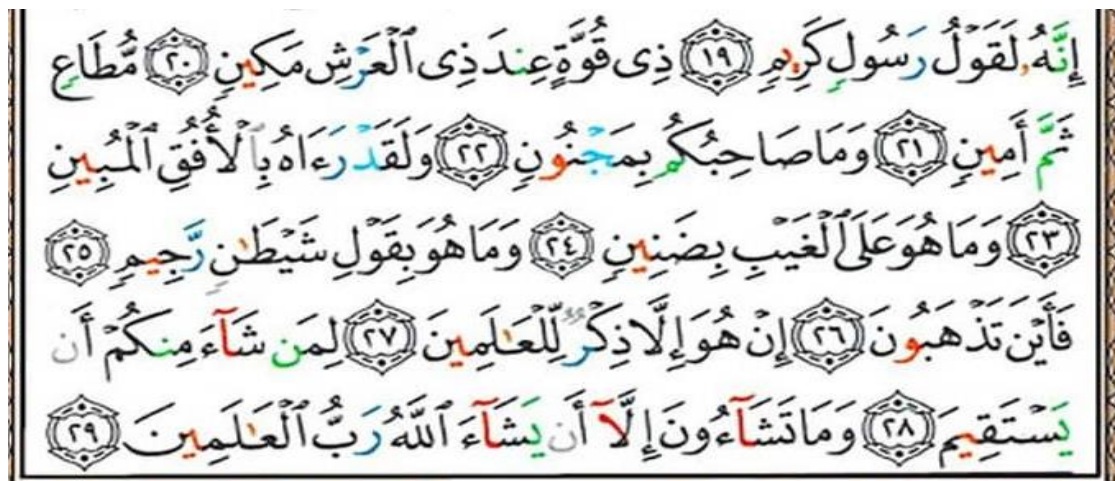 إِنَّهُۥ لَقَوْلُ رَسُولٍ كَرِيمٍ ۝١٩ ذِى قُوَّةٍ عِندَ ذِى ٱلْعَرْشِ مَكِينٍ ۝٢٠ مُّطَاعٍ
ثَمَّ أَمِينٍ ۝٢١ وَمَا صَاحِبُكُم بِمَجْنُونٍ ۝٢٢ وَلَقَدْ رَءَاهُ بِٱلْأُفُقِ ٱلْمُبِينِ
۝٢٣ وَمَا هُوَ عَلَى ٱلْغَيْبِ بِضَنِينٍ ۝٢٤ وَمَا هُوَ بِقَوْلِ شَيْطَٰنٍ رَّجِيمٍ ۝٢٥
فَأَيْنَ تَذْهَبُونَ ۝٢٦ إِنْ هُوَ إِلَّا ذِكْرٌ لِّلْعَٰلَمِينَ ۝٢٧ لِمَن شَآءَ مِنكُمْ أَن
يَسْتَقِيمَ ۝٢٨ وَمَا تَشَآءُونَ إِلَّآ أَن يَشَآءَ ٱللَّهُ رَبُّ ٱلْعَٰلَمِينَ ۝٢٩